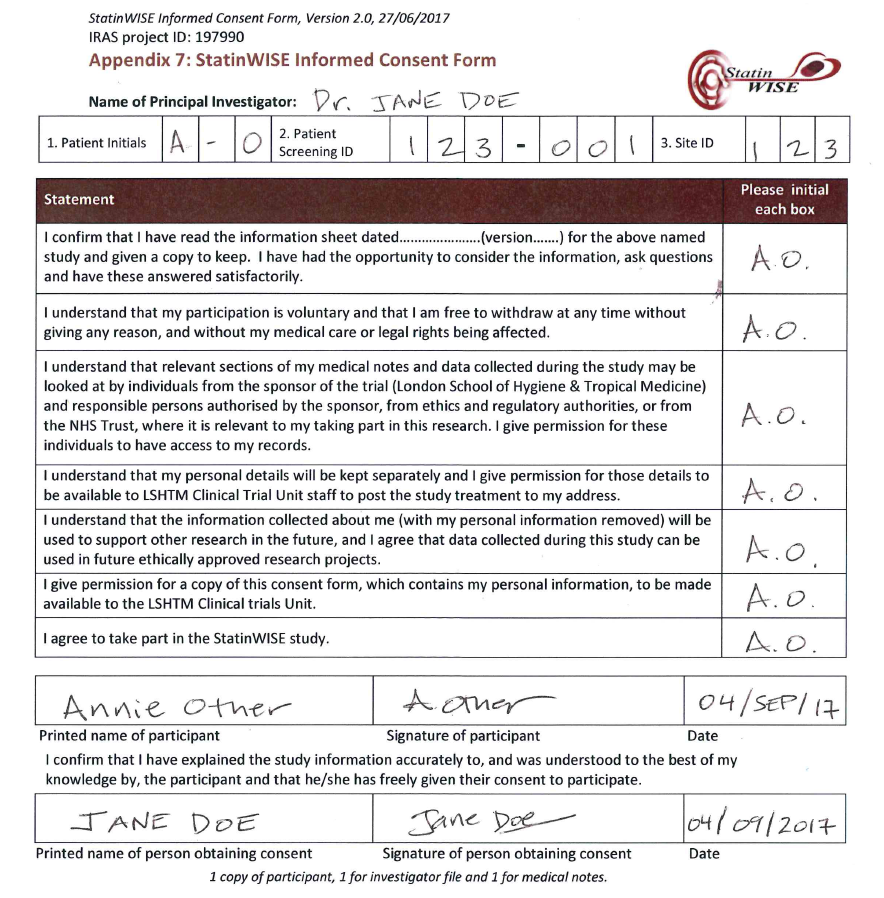 StatinWISE Informed Consent Form, Version 2.0, 27/06/2017
IRAS project ID: 197990
Appendix 7: StatinWISE Informed Consent Form
Statin
WISE
Name of Principal Investigator: Dr. JANE DOE
1. Patient Initials A - O 2. Patient Screening ID 1 2 3 - 0 0 1 3. Site ID 1 2 3
Statement
Please initial
each box
I confirm that I have read the information sheet dated......................(version.......) for the above named
study and given a copy to keep. I have had the opportunity to consider the information, ask questions
and have these answered satisfactorily.
A.O.
I understand that my participation is voluntary and that I am free to withdraw at any time without
giving any reason, and without my medical care or legal rights being affected.
A.O.
I understand that relevant sections of my medical notes and data collected during the study may be
looked at by individuals from the sponsor of the trial (London School of Hygiene & Tropical Medicine)
and responsible persons authorised by the sponsor, from ethics and regulatory authorities, or from
the NHS Trust, where it is relevant to my taking part in this research. I give permission for these
individuals to have access to my records.
A.O.
I understand that my personal details will be kept separately and I give permission for those details to
be available to LSHTM Clinical Trial Unit staff to post the study treatment to my address.
A.O.
I understand that the information collected about me (with my personal information removed) will be
used to support other research in the future, and I agree that data collected during this study can be
used in future ethically approved research projects.
A.O.
I give permission for a copy of this consent form, which contains my personal information, to be made
available to the LSHTM Clinical trials Unit.
A.O.
I agree to take part in the StatinWISE study.
A.O.
Annie Other A Other 04/SEP/17
Printed name of participant Signature of participant Date
I confirm that I have explained the study information accurately to, and was understood to the best of my
knowledge by, the participant and that he/she has freely given their consent to participate.
JANE DOE Jane Doe 04/09/2017
Printed name of person obtaining consent Signature of person obtaining consent Date
1 copy of participant, 1 for investigator file and 1 for medical notes.